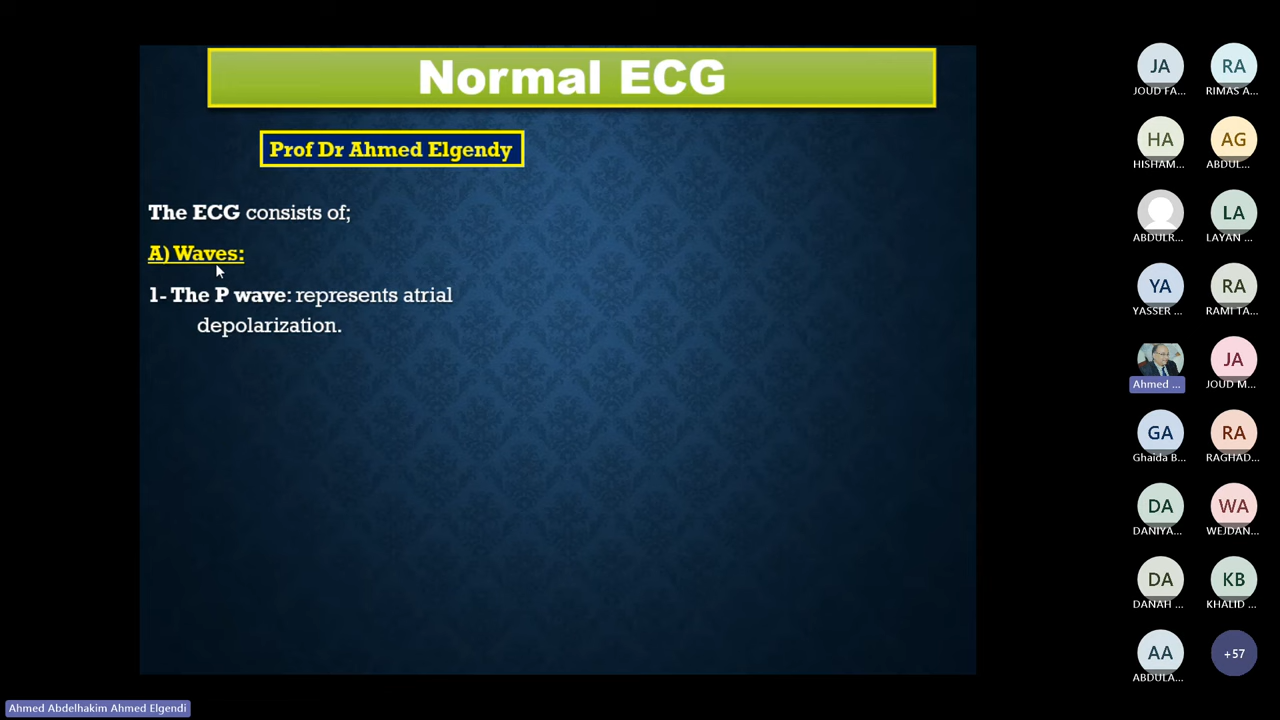 Normal ECG
Prof Dr Ahmed Elgendy
The ECG consists of;
A) Waves:
1- The P wave: represents atrial
depolarization.
JA
JOUD FA...
RA
RIMAS A...
HA
HISHAM...
AG
ABDUL...
ABDULR...
LA
LAYAN ...
YA
YASSER ...
RA
RAMI TA...
Ahmed ...
JA
JOUD M...
GA
Ghaida B...
RA
RAGHAD...
DA
DANIYA...
WA
WEJDAN...
DA
DANAH ...
KB
KHALID ...
AA
ABDULA...
+57
Ahmed Abdelhakim Ahmed Elgendi